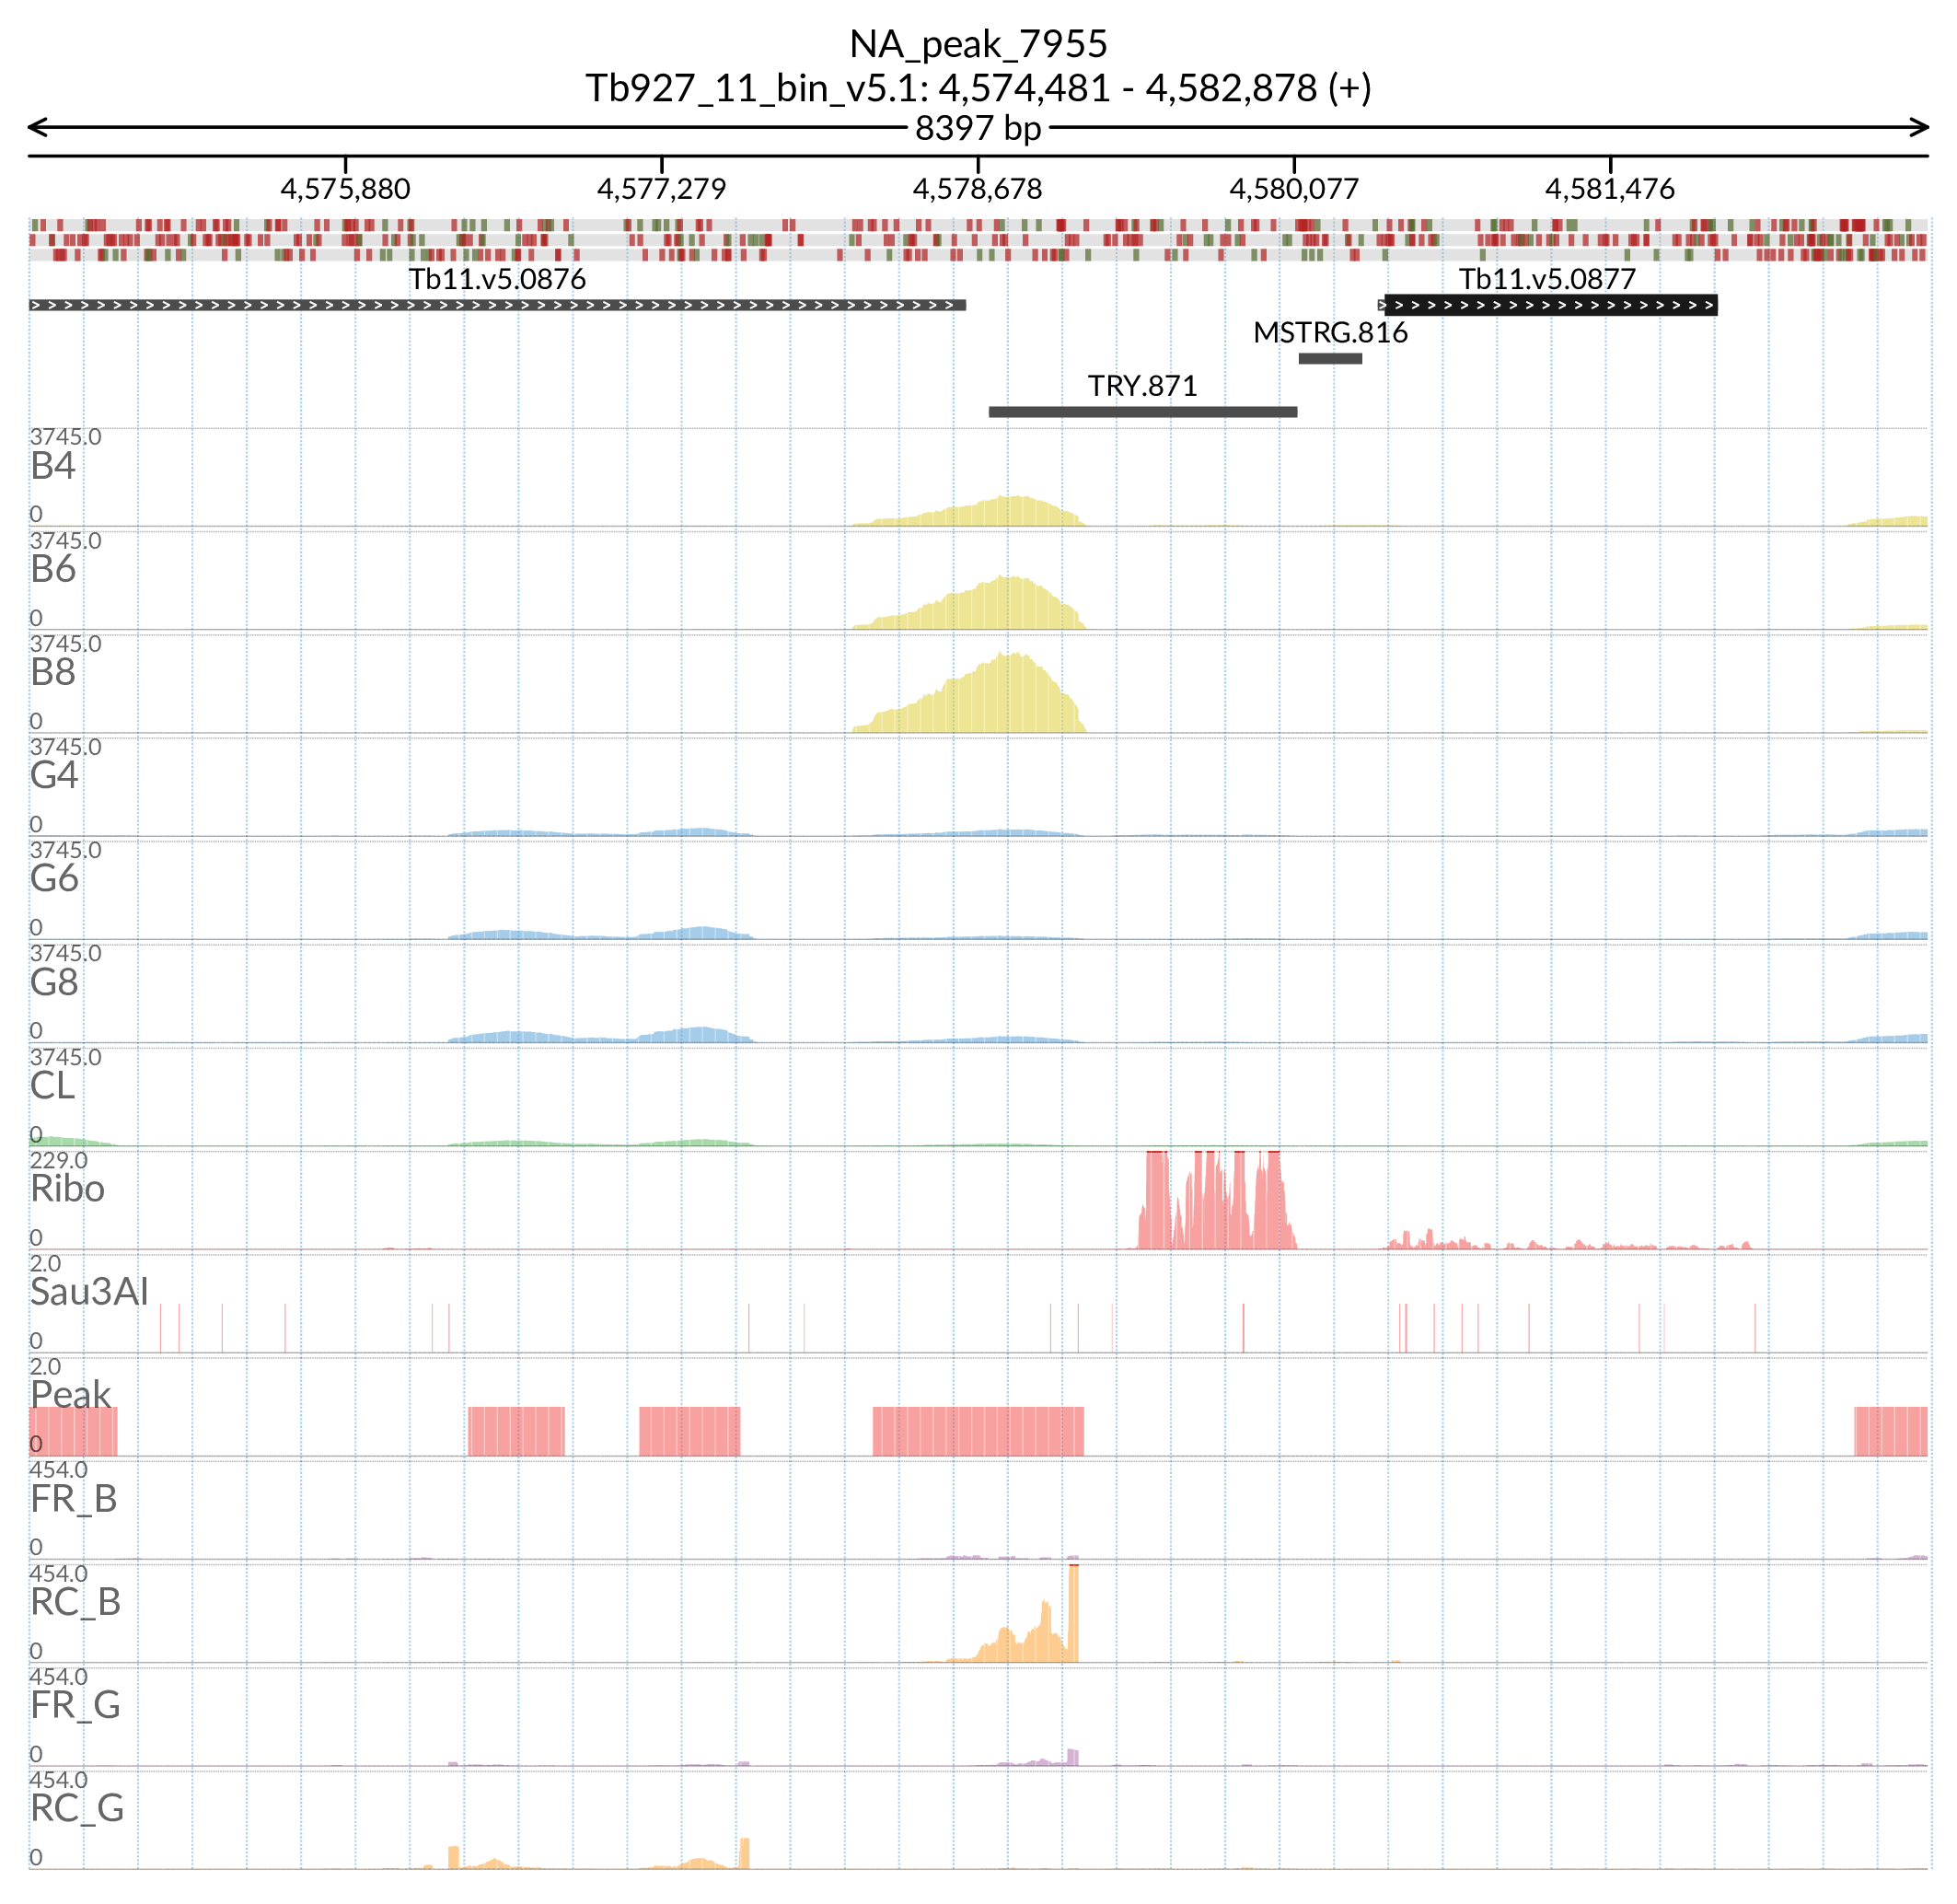 NA_peak_7955
Tb927_11_bin_v5.1: 4,574,481 - 4,582,878 (+)
8397 bp
4,575,880 4,577,279 4,578,678 4,580,077 4,581,476
Tb11.v5.0876 Tb11.v5.0877
MSTRG.816
TRY.871
3745.0
B4
0
3745.0
B6
0
3745.0
B8
0
3745.0
G4
0
3745.0
G6
0
3745.0
G8
0
3745.0
CL
0
229.0
Ribo
0
2.0
Sau3AI
0
2.0
Peak
0
454.0
FR_B
0
454.0
RC_B
0
454.0
FR_G
0
454.0
RC_G
0